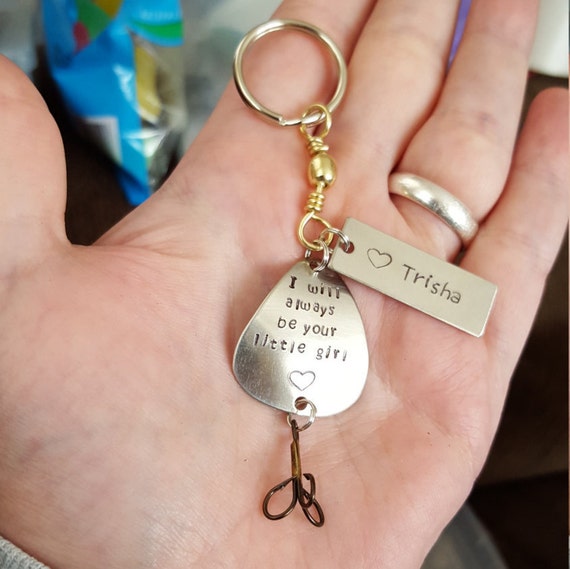 I will
always
be your
little girl
♡
♡ Trisha